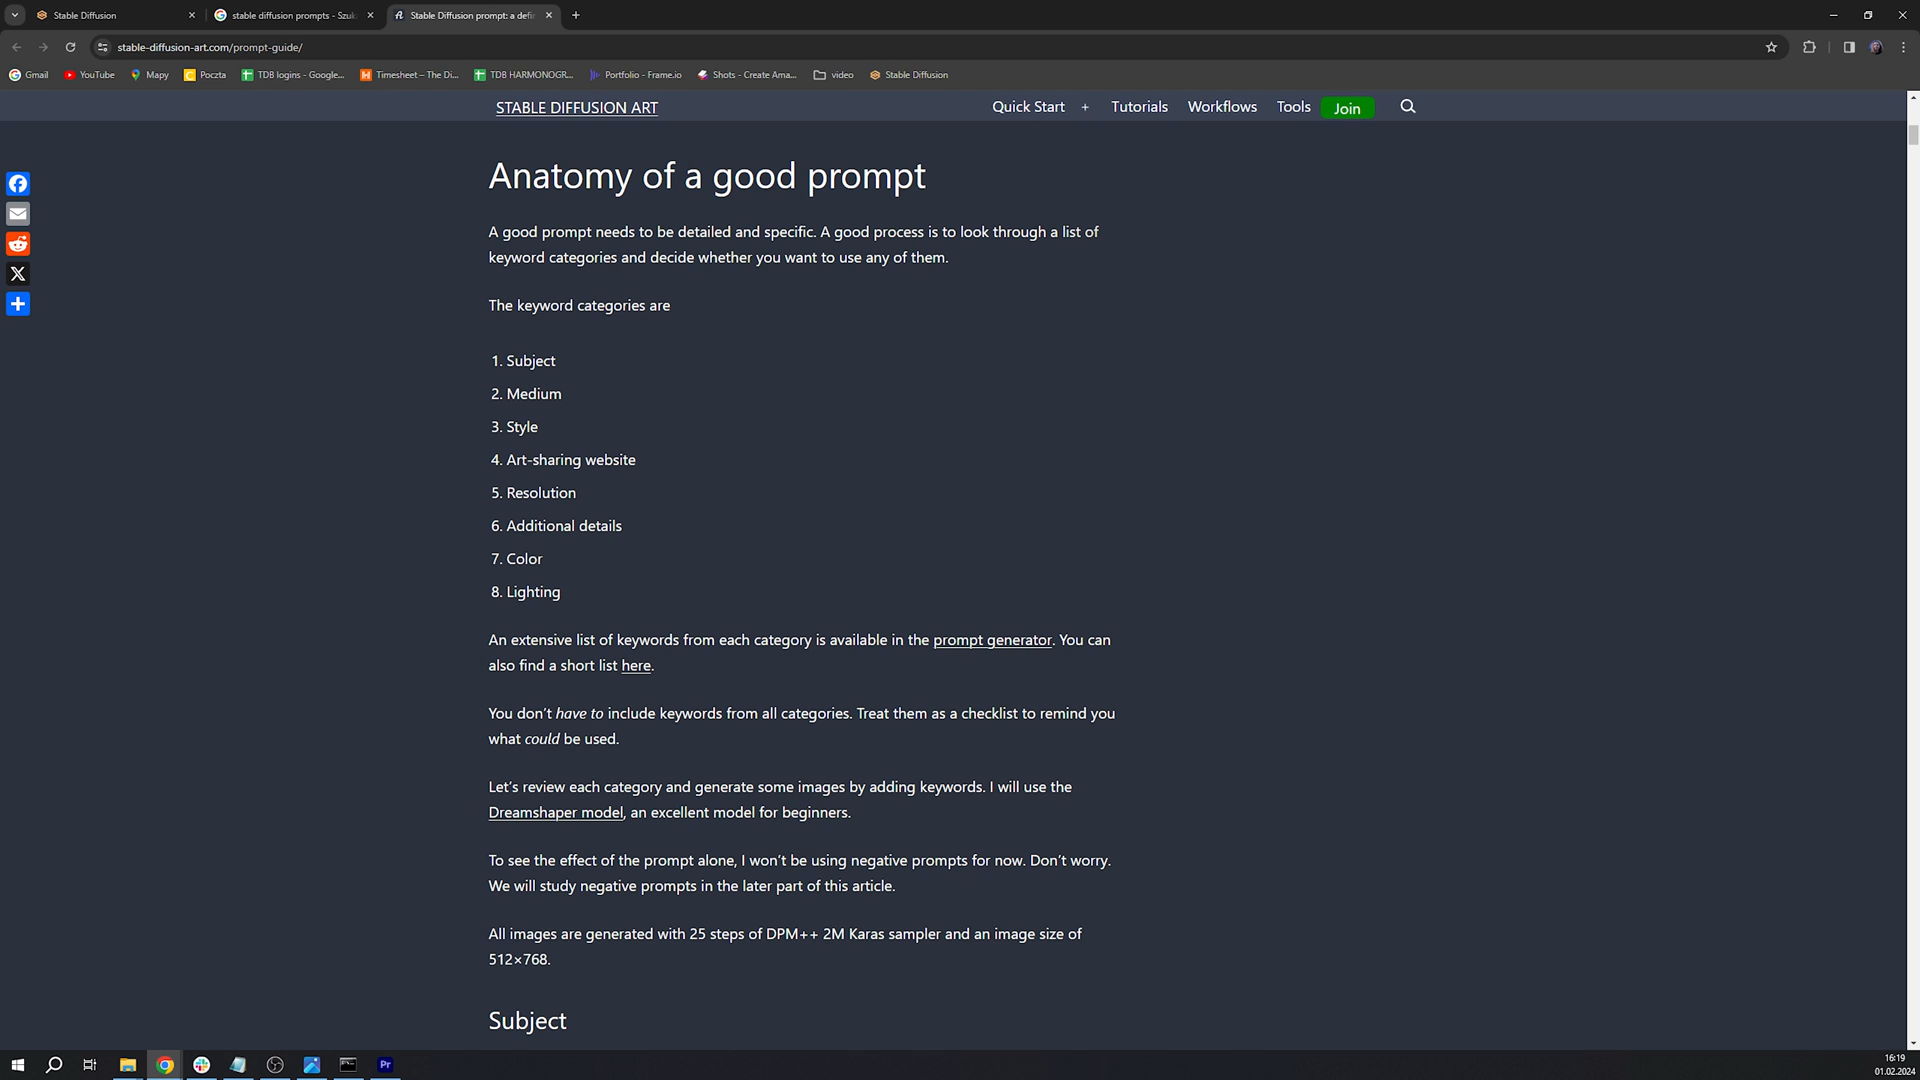 Stable Diffusion
stable diffusion prompts - Szuk
Stable Diffusion prompt: a defi
stable-diffusion-art.com/prompt-guide/
Gmail YouTube Mapy Poczta TDB logins - Google... Timesheet – The Di... TDB HARMONOGR... Portfolio - Frame.io Shots - Create Ama... video Stable Diffusion
STABLE DIFFUSION ART Quick Start + Tutorials Workflows Tools Join
Anatomy of a good prompt
A good prompt needs to be detailed and specific. A good process is to look through a list of
keyword categories and decide whether you want to use any of them.
The keyword categories are
1. Subject
2. Medium
3. Style
4. Art-sharing website
5. Resolution
6. Additional details
7. Color
8. Lighting
An extensive list of keywords from each category is available in the prompt generator. You can
also find a short list here.
You don’t have to include keywords from all categories. Treat them as a checklist to remind you
what could be used.
Let’s review each category and generate some images by adding keywords. I will use the
Dreamshaper model, an excellent model for beginners.
To see the effect of the prompt alone, I won’t be using negative prompts for now. Don’t worry.
We will study negative prompts in the later part of this article.
All images are generated with 25 steps of DPM++ 2M Karas sampler and an image size of
512×768.
Subject
Pr
16:19
01.02.2024